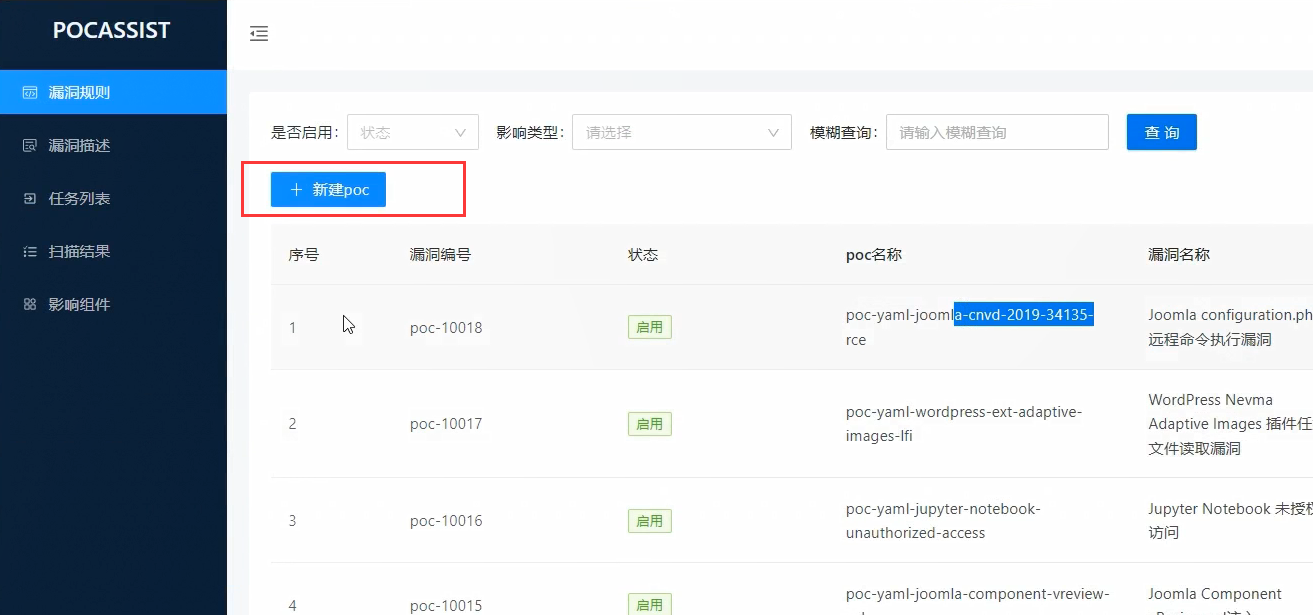 POCASSIST
漏洞规则
漏洞描述
任务列表
扫描结果
影响组件
是否启用： 状态 影响类型： 请选择 模糊查询： 请输入模糊查询 查 询
＋ 新建poc
序号 漏洞编号 状态 poc名称 漏洞名称
1 poc-10018 启用 poc-yaml-joomla-cnvd-2019-34135- Joomla configuration.ph
rce 远程命令执行漏洞
2 poc-10017 启用 poc-yaml-wordpress-ext-adaptive- WordPress Nevma
images-lfi Adaptive Images 插件任
文件读取漏洞
3 poc-10016 启用 poc-yaml-jupyter-notebook- Jupyter Notebook 未授权
unauthorized-access 访问
4 poc-10015 启用 poc-yaml-joomla-component-vreview- Joomla Component